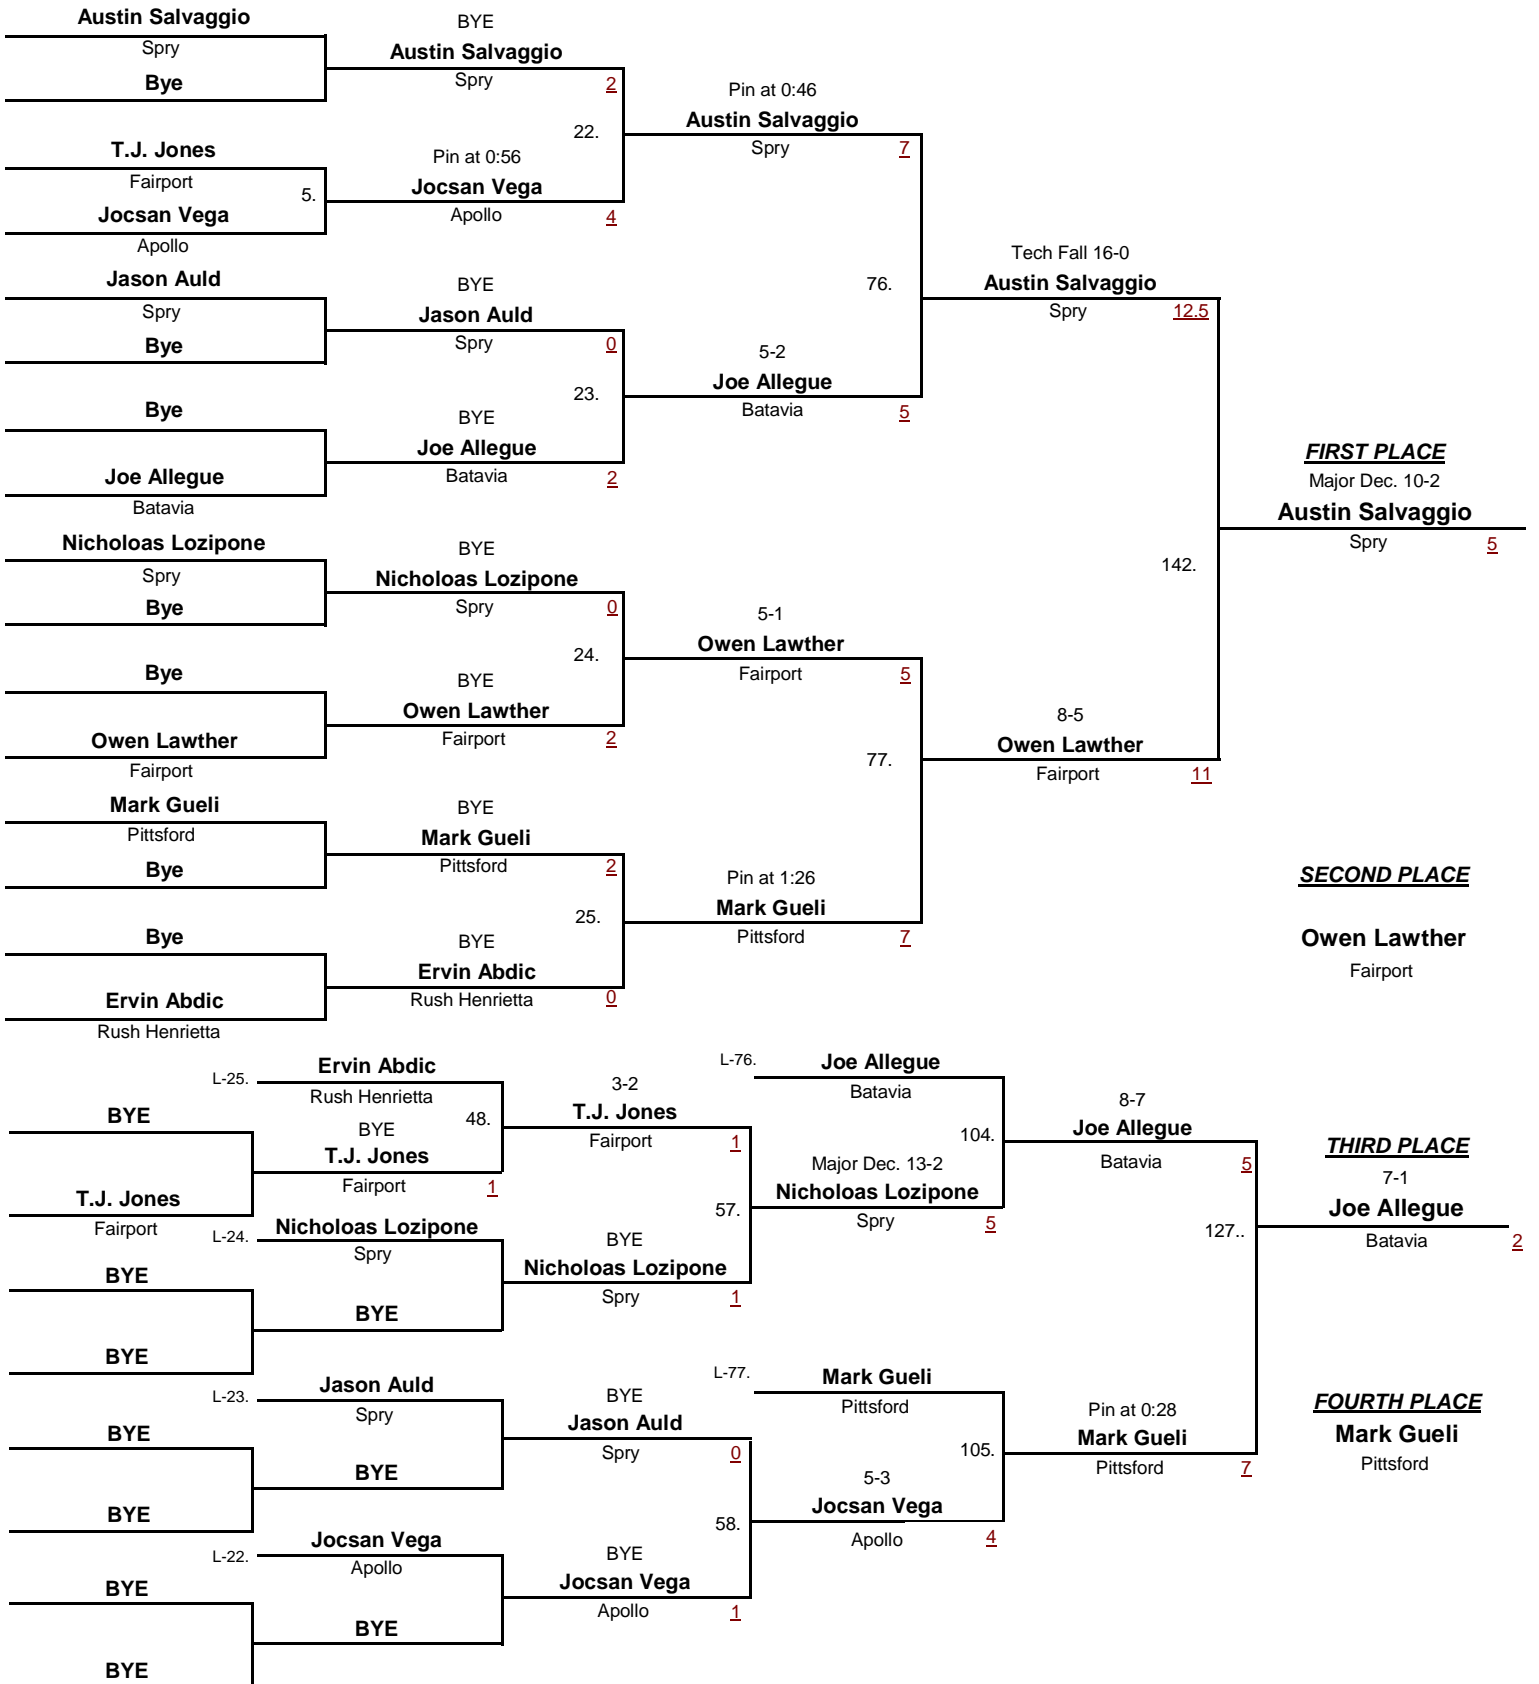 Austin Salvaggio
Spry
Bye
T.J. Jones
Fairport
5.
Jocsan Vega
Apollo
Jason Auld
Spry
Bye
Bye
Joe Allegue
Batavia
Nicholoas Lozipone
Spry
Bye
Bye
Owen Lawther
Fairport
Mark Gueli
Pittsford
Bye
Bye
Ervin Abdic
Rush Henrietta
BYE
Austin Salvaggio
Spry 2
22.
Pin at 0:56
Jocsan Vega
Apollo 4
BYE
Jason Auld
Spry 0
23.
BYE
Joe Allegue
Batavia 2
BYE
Nicholoas Lozipone
Spry 0
24.
BYE
Owen Lawther
Fairport 2
BYE
Mark Gueli
Pittsford 2
25.
BYE
Ervin Abdic
Rush Henrietta 0
Pin at 0:46
Austin Salvaggio
Spry 7
76.
5-2
Joe Allegue
Batavia 5
5-1
Owen Lawther
Fairport 5
77.
Pin at 1:26
Mark Gueli
Pittsford 7
Tech Fall 16-0
Austin Salvaggio
Spry 12.5
142.
8-5
Owen Lawther
Fairport 11
FIRST PLACE
Major Dec. 10-2
Austin Salvaggio
Spry 5
SECOND PLACE
Owen Lawther
Fairport
BYE
T.J. Jones
Fairport
BYE
BYE
BYE
BYE
BYE
BYE
L-25.
Ervin Abdic
Rush Henrietta
48.
BYE
T.J. Jones
Fairport 1
L-24.
Nicholoas Lozipone
Spry
BYE
L-23.
Jason Auld
Spry
BYE
L-22.
Jocsan Vega
Apollo
BYE
3-2
T.J. Jones
Fairport 1
57.
BYE
Nicholoas Lozipone
Spry 1
BYE
Jason Auld
Spry 0
58.
BYE
Jocsan Vega
Apollo 1
L-76.
Joe Allegue
Batavia
104.
Major Dec. 13-2
Nicholoas Lozipone
Spry 5
L-77.
Mark Gueli
Pittsford
105.
5-3
Jocsan Vega
Apollo 4
8-7
Joe Allegue
Batavia 5
127..
Pin at 0:28
Mark Gueli
Pittsford 7
THIRD PLACE
7-1
Joe Allegue
Batavia 2
FOURTH PLACE
Mark Gueli
Pittsford